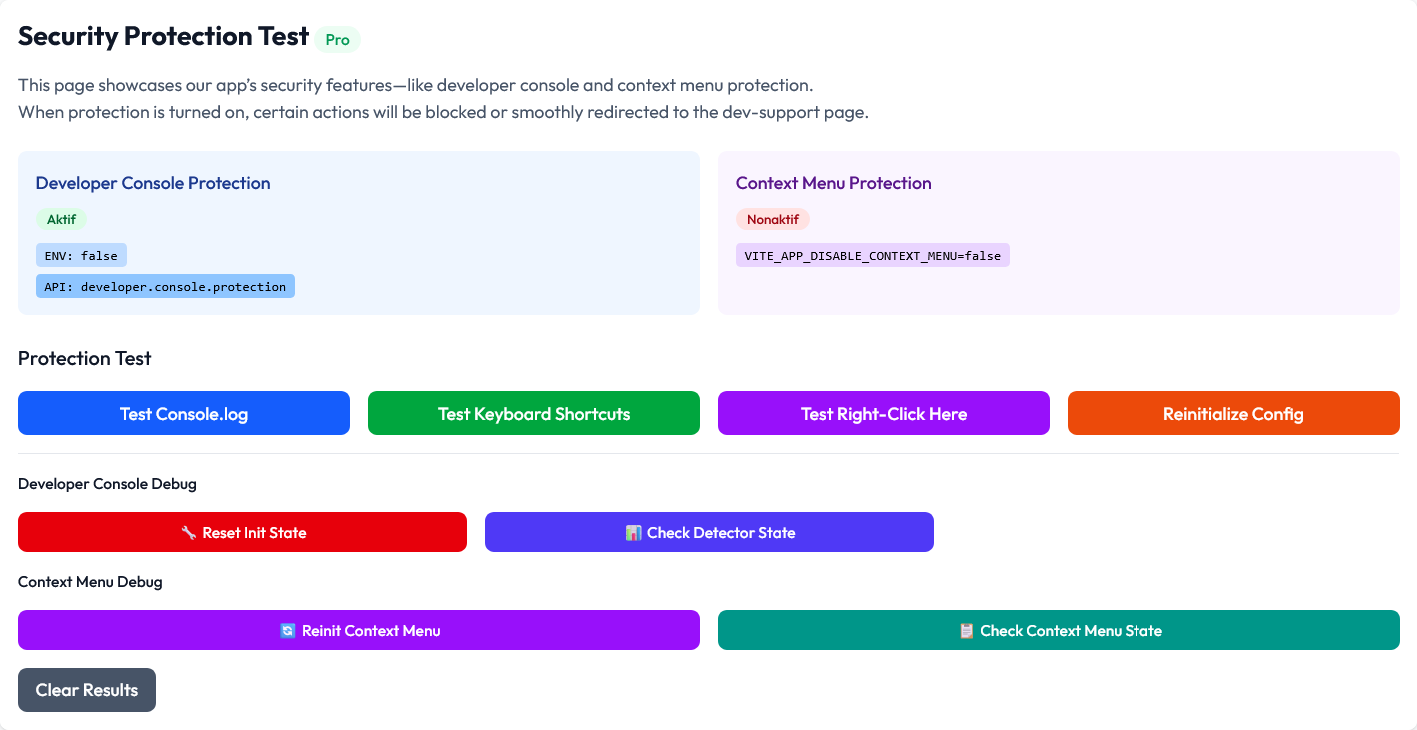 Security Protection Test Pro
This page showcases our app’s security features—like developer console and context menu protection.
When protection is turned on, certain actions will be blocked or smoothly redirected to the dev-support page.
Developer Console Protection
Aktif
ENV: false
API: developer.console.protection
Context Menu Protection
Nonaktif
VITE_APP_DISABLE_CONTEXT_MENU=false
Protection Test
Test Console.log
Test Keyboard Shortcuts
Test Right-Click Here
Reinitialize Config
Developer Console Debug
🔧 Reset Init State
📊 Check Detector State
Context Menu Debug
🔄 Reinit Context Menu
📋 Check Context Menu State
Clear Results